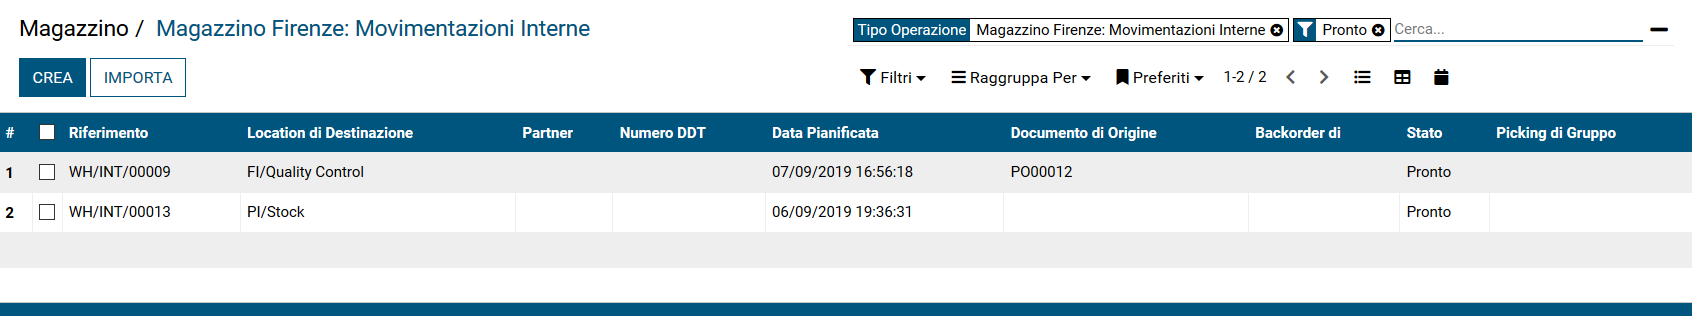 Magazzino / Magazzino Firenze: Movimentazioni Interne
Tipo Operazione Magazzino Firenze: Movimentazioni Interne Pronto Cerca...
CREA IMPORTA
Filtri Raggruppa Per Preferiti 1-2 / 2
# Riferimento Location di Destinazione Partner Numero DDT Data Pianificata Documento di Origine Backorder di Stato Picking di Gruppo
1 WH/INT/00009 FI/Quality Control 07/09/2019 16:56:18 PO00012 Pronto
2 WH/INT/00013 PI/Stock 06/09/2019 19:36:31 Pronto